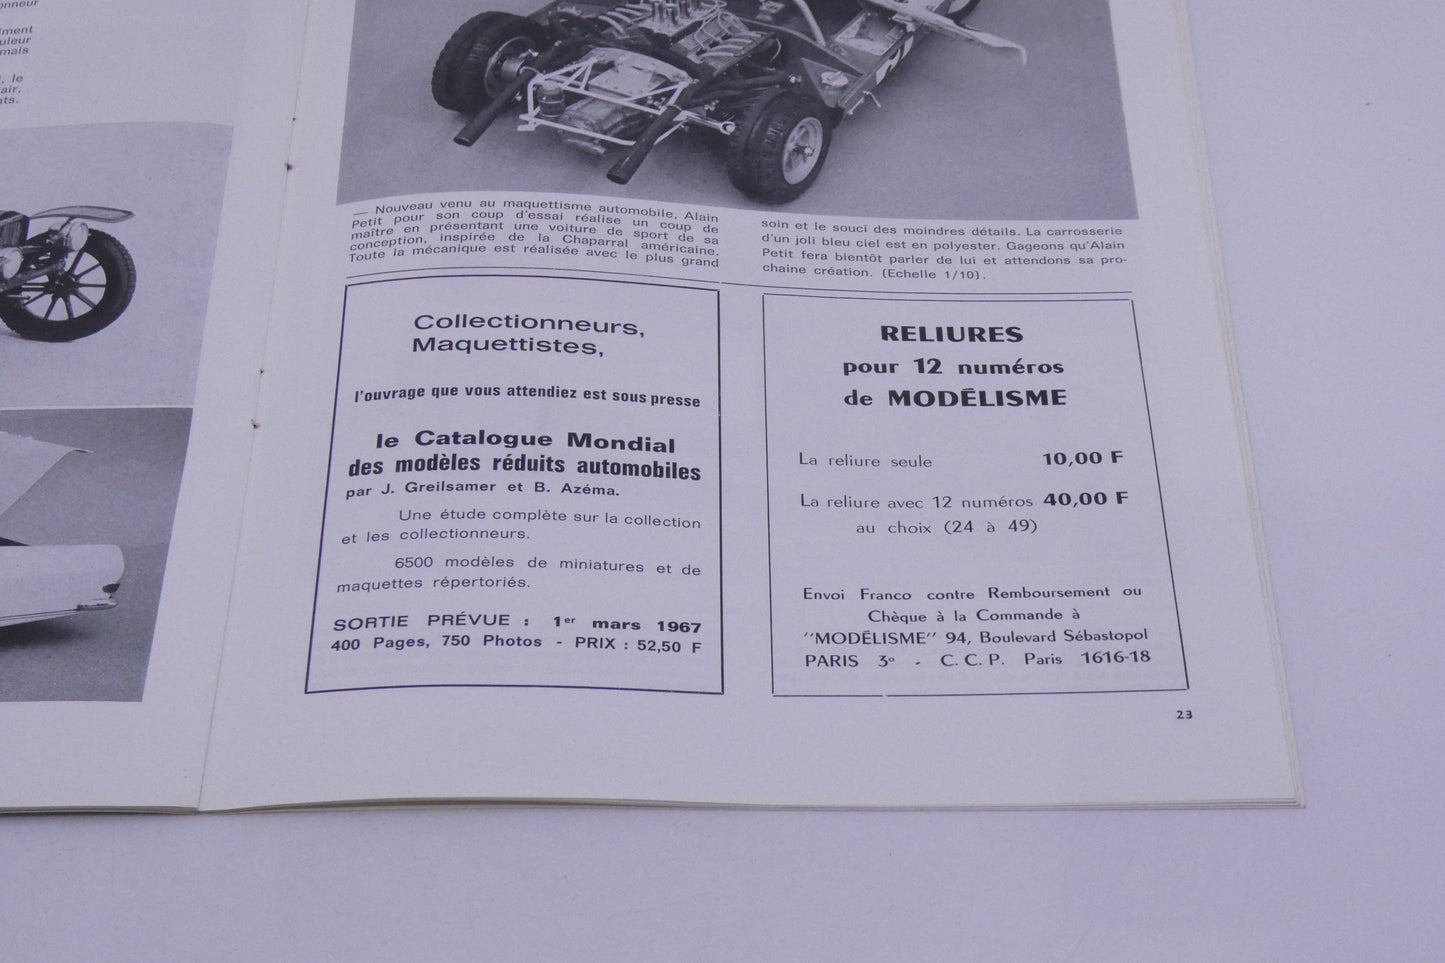 , le
air.
— Nouveau venu au maquettisme automobile, Alain
Petit pour son coup d'essai réalise un coup de
maître en présentant une voiture de sport de sa
conception, inspirée de la Chaparral américaine.
Toute la mécanique est réalisée avec le plus grand
soin et le souci des moindres détails. La carrosserie
d'un joli bleu ciel est en polyester. Gageons qu'Alain
Petit fera bientôt parler de lui et attendons sa pro-
chaine création. (Echelle 1/10).
Collectionneurs,
Maquettistes,
l'ouvrage que vous attendiez est sous presse
le Catalogue Mondial
des modèles réduits automobiles
par J. Greilsamer et B. Azéma.
Une étude complète sur la collection
et les collectionneurs.
6500 modèles de miniatures et de
maquettes répertoriés.
SORTIE PRÉVUE : 1er mars 1967
400 Pages, 750 Photos - PRIX : 52,50 F
RELIURES
pour 12 numéros
de MODÉLISME
La reliure seule 10,00 F
La reliure avec 12 numéros 40,00 F
au choix (24 à 49)
Envoi Franco contre Remboursement ou
Chèque à la Commande à
"MODÉLISME" 94, Boulevard Sébastopol
PARIS 3o - C. C. P. Paris 1616-18
23